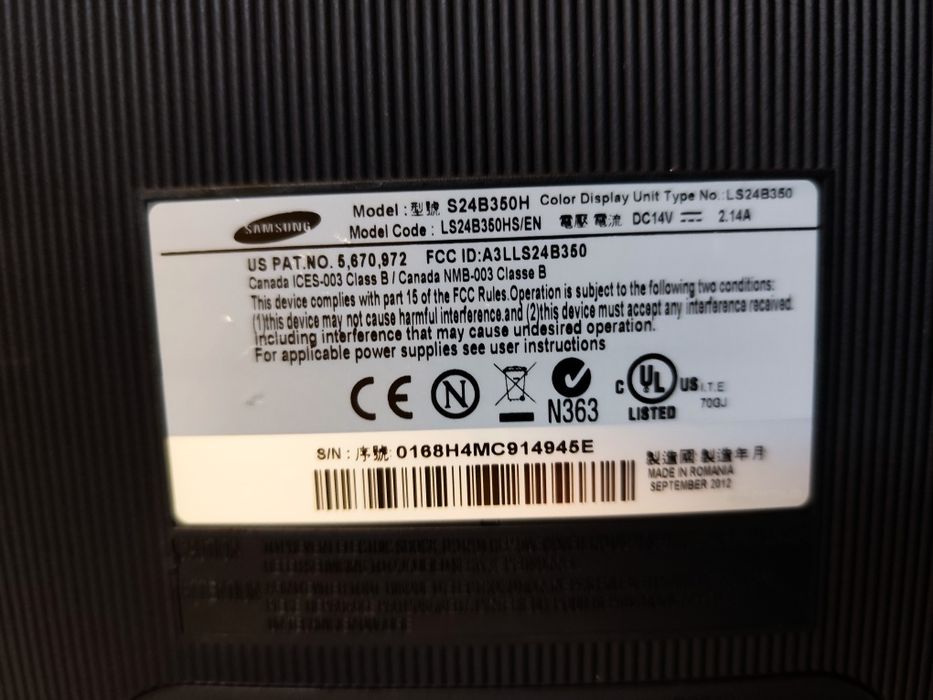 SAMSUNG
Model : 型號 S24B350H Color Display Unit Type No.:LS24B350
Model Code : LS24B350HS/EN 電壓 電流 DC14V 2.14A
US PAT.NO. 5,670,972 FCC ID:A3LLS24B350
Canada ICES-003 Class B / Canada NMB-003 Classe B
This device complies with part 15 of the FCC Rules.Operation is subject to the following two conditions:
(1)this device may not cause harmful interference.and (2)this device must accept any interference received.
Including interference that may cause undesired operation.
For applicable power supplies see user instructions
CE N N363 C UL US I.T.E
LISTED 70GJ
S/N : 序號: 0168H4MC914945E 製造國 製造年月
MADE IN ROMANIA
SEPTEMBER 2012